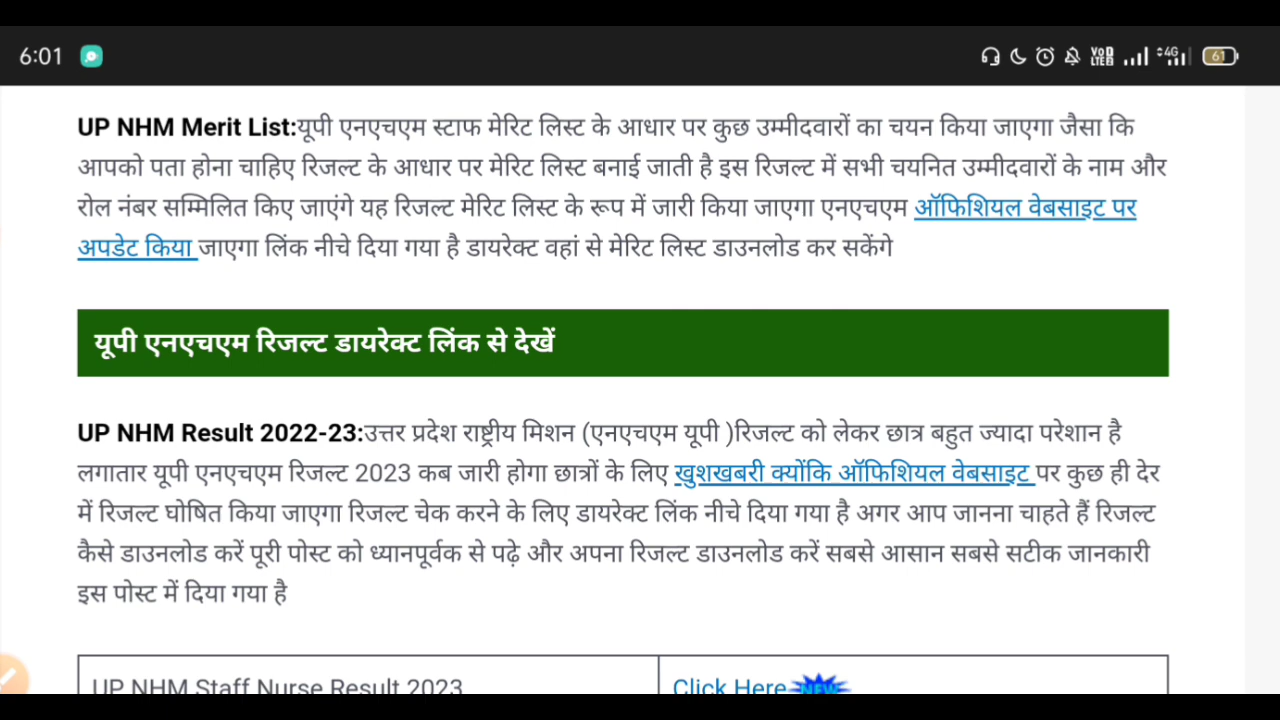 6:01
VoD LTE2 4G 61
UP NHM Merit List:यूपी एनएचएम स्टाफ मेरिट लिस्ट के आधार पर कुछ उम्मीदवारों का चयन किया जाएगा जैसा कि
आपको पता होना चाहिए रिजल्ट के आधार पर मेरिट लिस्ट बनाई जाती है इस रिजल्ट में सभी चयनित उम्मीदवारों के नाम और
रोल नंबर सम्मिलित किए जाएंगे यह रिजल्ट मेरिट लिस्ट के रूप में जारी किया जाएगा एनएचएम ऑफिशियल वेबसाइट पर
अपडेट किया जाएगा लिंक नीचे दिया गया है डायरेक्ट वहां से मेरिट लिस्ट डाउनलोड कर सकेंगे
यूपी एनएचएम रिजल्ट डायरेक्ट लिंक से देखें
UP NHM Result 2022-23:उत्तर प्रदेश राष्ट्रीय मिशन (एनएचएम यूपी )रिजल्ट को लेकर छात्र बहुत ज्यादा परेशान है
लगातार यूपी एनएचएम रिजल्ट 2023 कब जारी होगा छात्रों के लिए खुशखबरी क्योंकि ऑफिशियल वेबसाइट पर कुछ ही देर
में रिजल्ट घोषित किया जाएगा रिजल्ट चेक करने के लिए डायरेक्ट लिंक नीचे दिया गया है अगर आप जानना चाहते हैं रिजल्ट
कैसे डाउनलोड करें पूरी पोस्ट को ध्यानपूर्वक से पढ़े और अपना रिजल्ट डाउनलोड करें सबसे आसान सबसे सटीक जानकारी
इस पोस्ट में दिया गया है
UP NHM Staff Nurse Result 2023 Click Here NEW